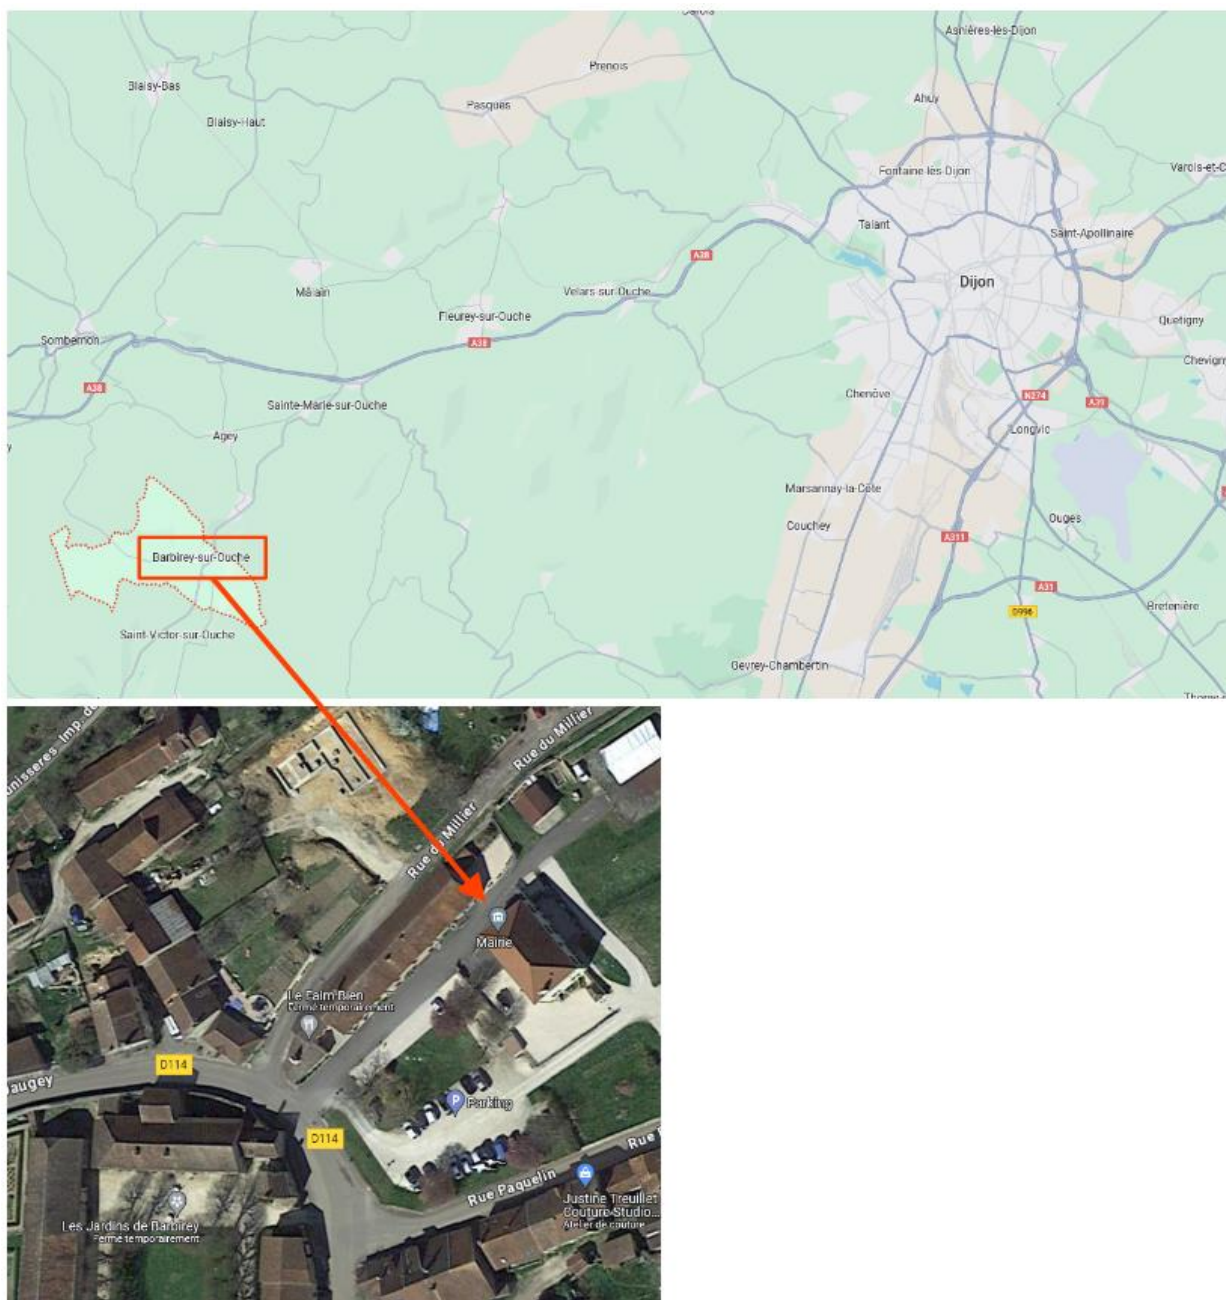 Asnières-lès-Dijon
Prenois
Blaisy-Bas
Pasques
Ahuy
Blaisy-Haut
Fontaine-lès-Dijon
Talant
Saint-Apollinaire
A38
Dijon
Mâlain
Velars-sur-Ouche
Fleurey-sur-Ouche
Quetigny
Sombernon
A38
A38
Chenôve
N274
A31
Sainte-Marie-sur-Ouche
Longvic
Agey
Marsannay-la-Côte
Couchey
Ouges
A311
Barbirey-sur-Ouche
A31
D996
Bretenière
Saint-Victor-sur-Ouche
Gevrey-Chambertin
Rue du Millier
Rue du Millier
Mairie
Le Faim Bien
Fermé temporairement
D114
Parking
D114
Rue Paquelin
Justine Treuillet
Couture Studio...
Atelier de couture
Les Jardins de Barbirey
Fermé temporairement